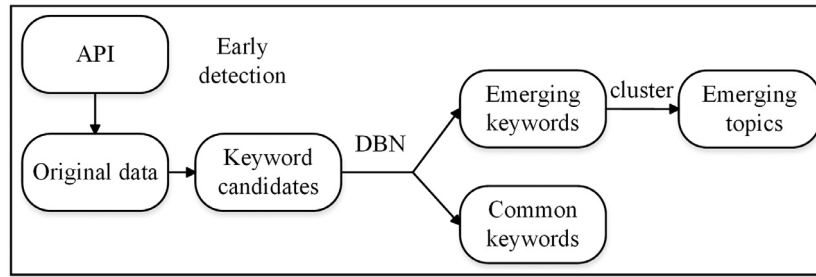 API
Early
detection
Original data
Keyword
candidates
DBN
Emerging
keywords
cluster
Emerging
topics
Common
keywords